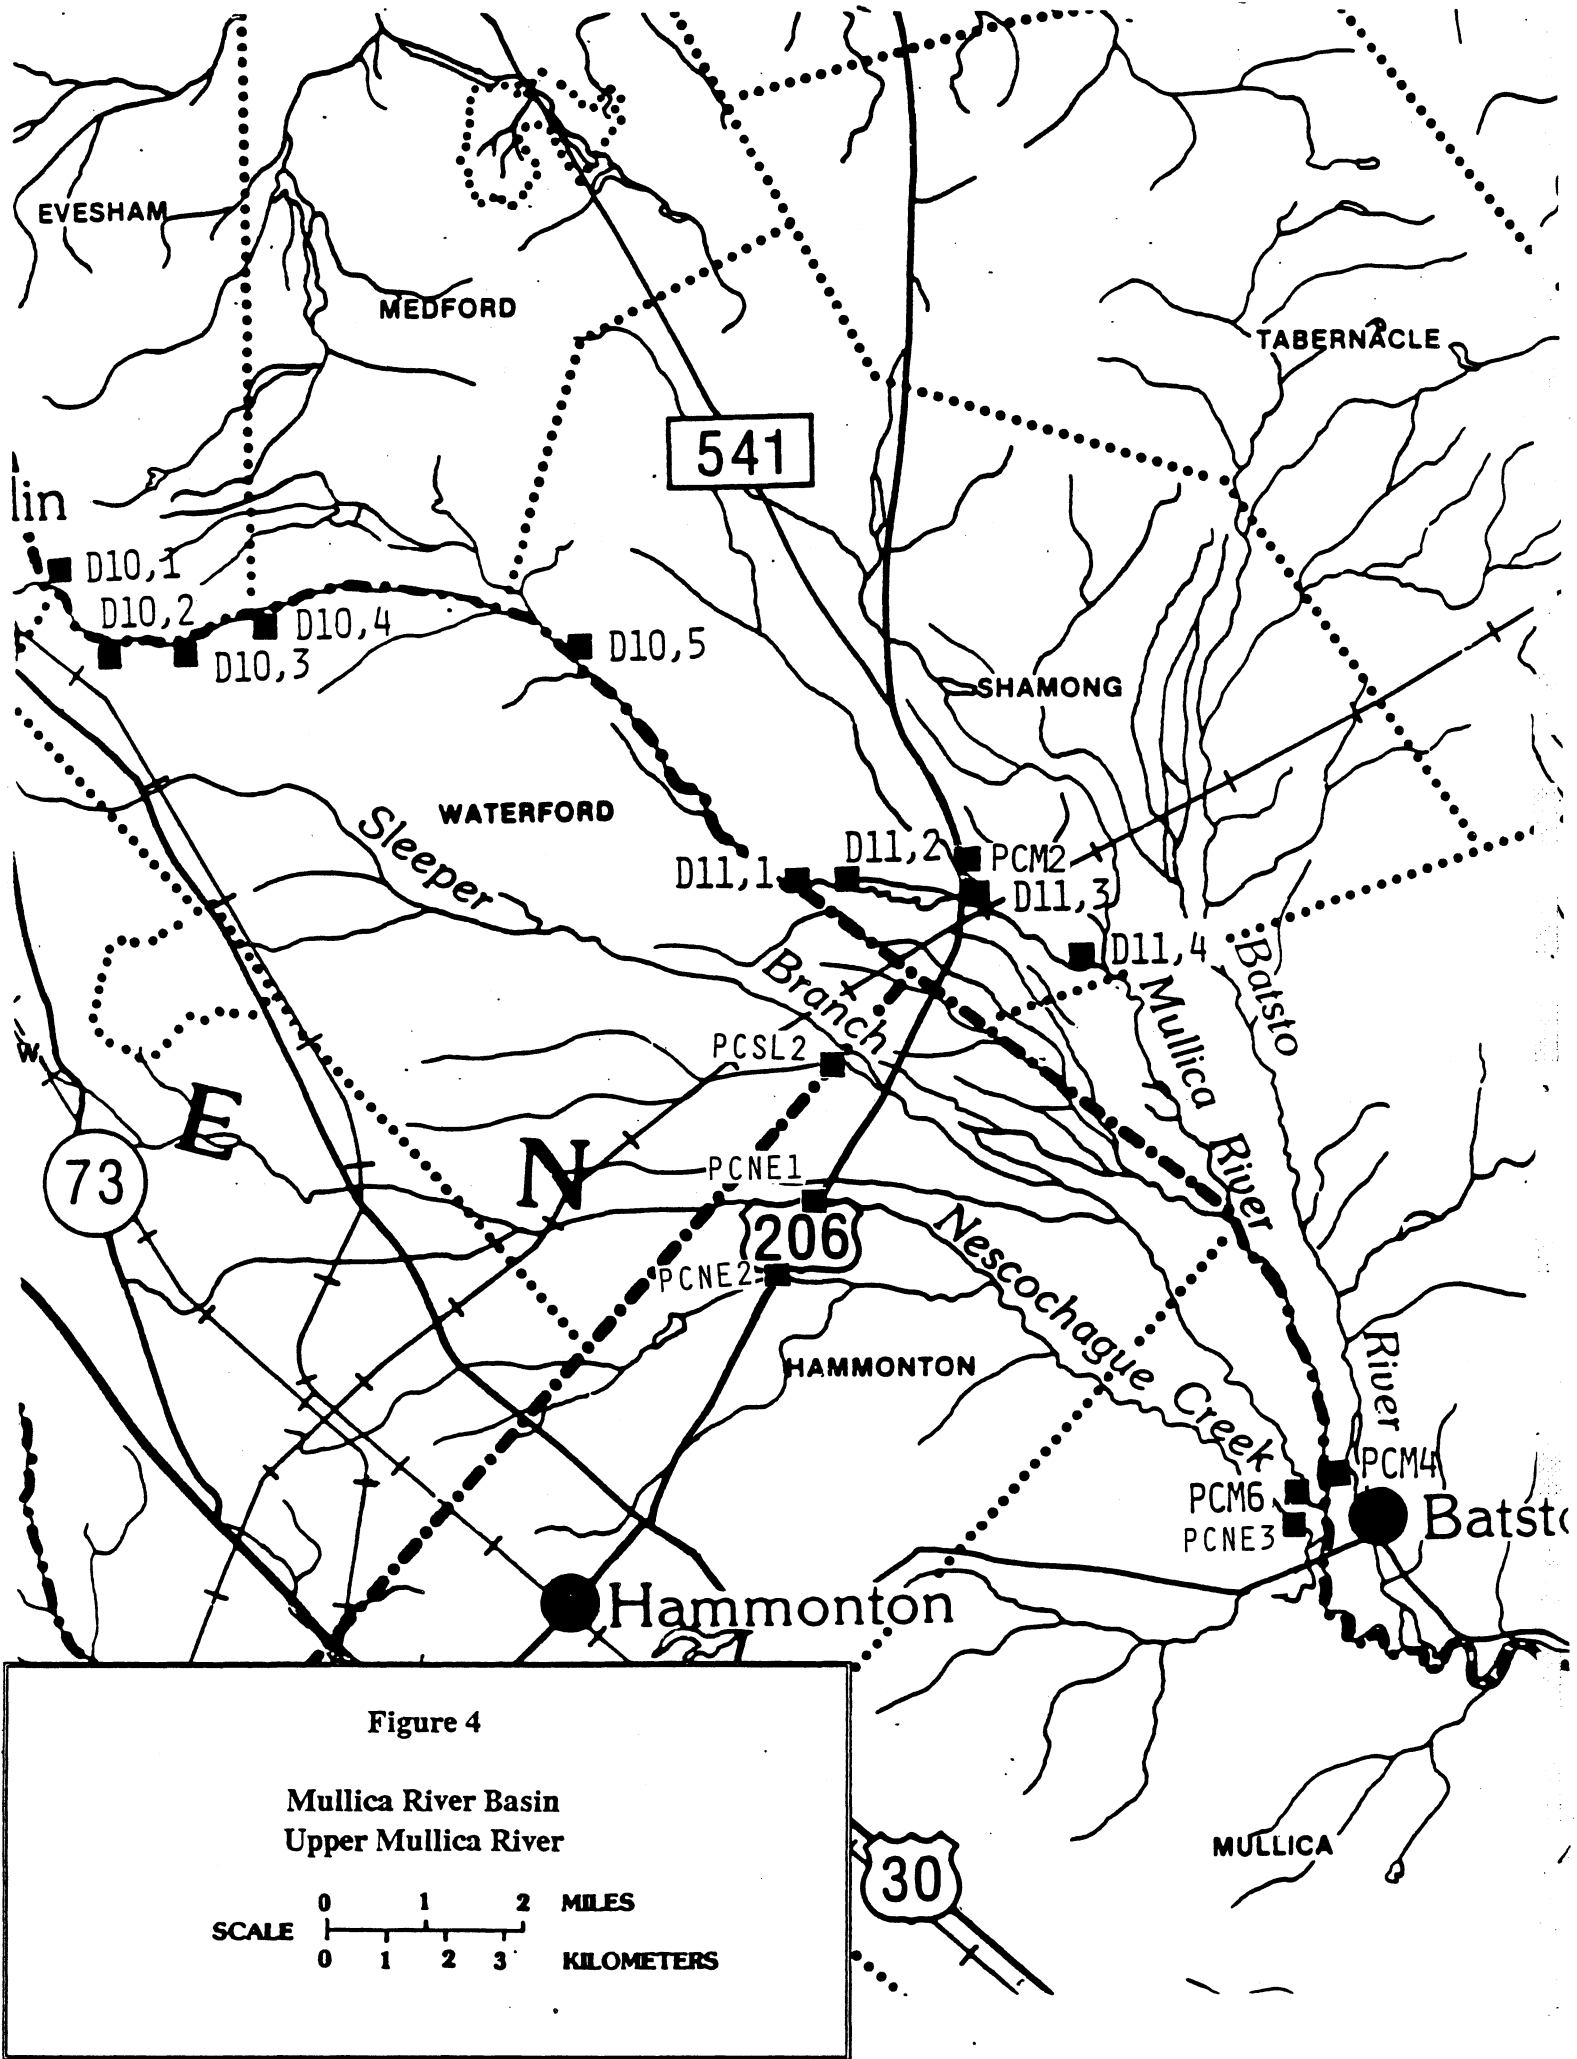 EVESHAM
MEDFORD
TABERNACLE
541
lin
D10,1
D10,2
D10,4
D10,3
D10,5
SHAMONG
WATERFORD
Sleeper
D11,2
PCM2
D11,1
D11,3
D11,4
Branch
Mullica
Batsto
PCSL2
W
E
N
73
PCNE1
River
206
Nescochague Creek
PCNE2
HAMMONTON
River
PCM4
PCM6
Batsto
PCNE3
Hammonton
Figure 4
Mullica River Basin
Upper Mullica River
0 1 2 MILES
SCALE
0 1 2 3 KILOMETERS
30
MULLICA